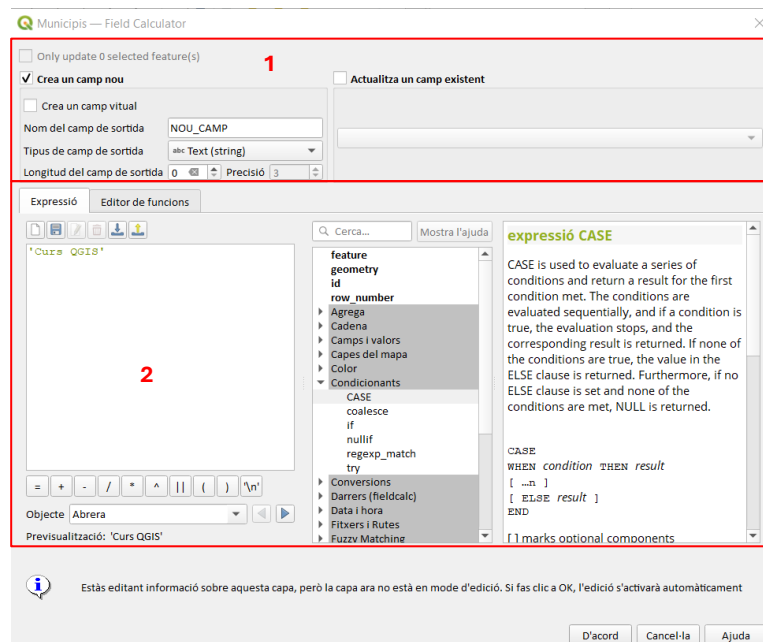 Municipis — Field Calculator
Only update 0 selected feature(s)
1
Crea un camp nou
Actualitza un camp existent
Crea un camp vitual
Nom del camp de sortida NOU_CAMP
Tipus de camp de sortida abc Text (string)
Longitud del camp de sortida 0 Precisió 3
Expressió Editor de funcions
'Curs QGIS'
2
= + - / * ^ || ( ) '\n'
Objecte Abrera
Previsualització: 'Curs QGIS'
Cerca... Mostra l'ajuda
feature
geometry
id
row_number
Agrega
Cadena
Camps i valors
Capes del mapa
Color
Condicionants
CASE
coalesce
if
nullif
regexp_match
try
Conversions
Darrers (fieldcalc)
Data i hora
Fitxers i Rutes
Fuzzy Matching
expressió CASE
CASE is used to evaluate a series of
conditions and return a result for the first
condition met. The conditions are
evaluated sequentially, and if a condition is
true, the evaluation stops, and the
corresponding result is returned. If none of
the conditions are true, the value in the
ELSE clause is returned. Furthermore, if no
ELSE clause is set and none of the
conditions are met, NULL is returned.
CASE
WHEN condition THEN result
[ …n ]
[ ELSE result ]
END
[ ] marks optional components
Estàs editant informació sobre aquesta capa, però la capa ara no està en mode d'edició. Si fas clic a OK, l'edició s'activarà automàticament
D'acord Cancel·la Ajuda